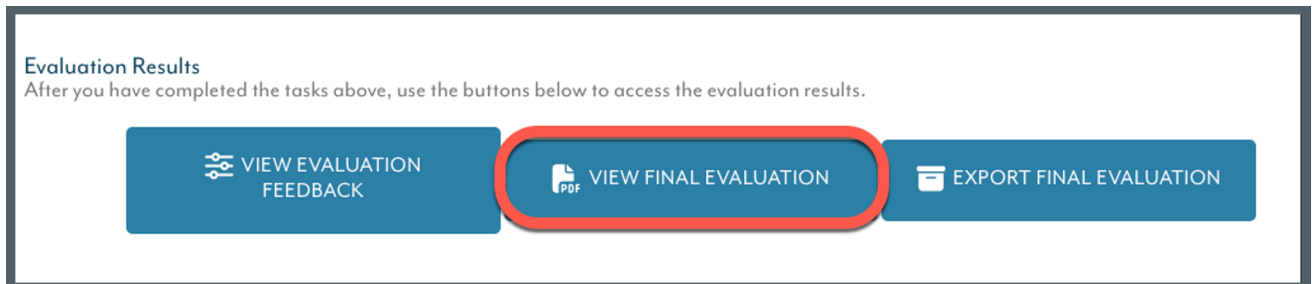 Evaluation Results
After you have completed the tasks above, use the buttons below to access the evaluation results.
VIEW EVALUATION
FEEDBACK
PDF VIEW FINAL EVALUATION
EXPORT FINAL EVALUATION